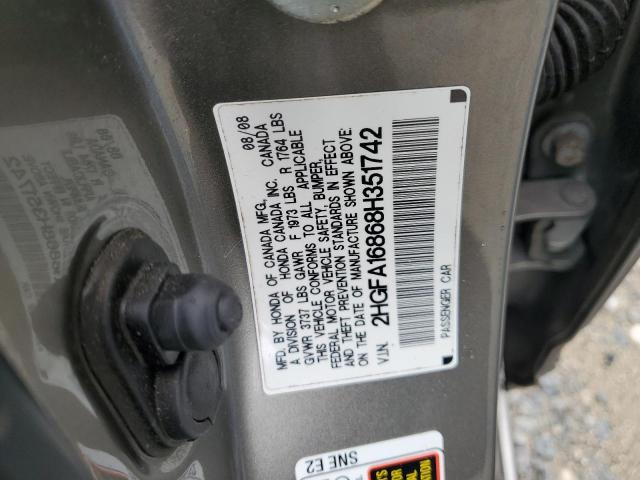 MFD. BY HONDA OF CANADA MFG. 08/08
A DIVISION OF HONDA CANADA INC. CANADA
GVWR 3737 LBS GAWR F 1973 LBS R 1764 LBS
THIS VEHICLE CONFORMS TO ALL APPLICABLE
FEDERAL MOTOR VEHICLE SAFETY, BUMPER,
AND THEFT PREVENTION STANDARDS IN EFFECT
ON THE DATE OF MANUFACTURE SHOWN ABOVE:
V.I.N. 2HGFA16868H351742
PASSENGER CAR
SNE E2